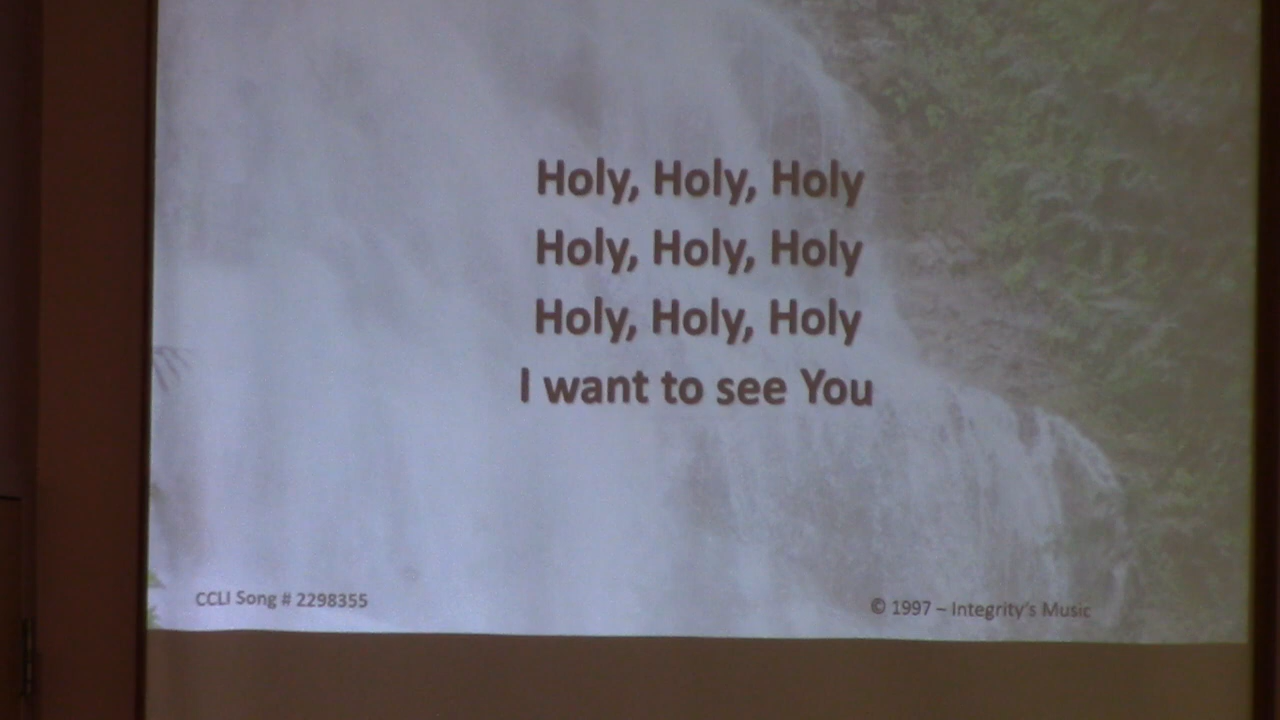 Holy, Holy, Holy
Holy, Holy, Holy
Holy, Holy, Holy
I want to see You
CCLI Song # 2298355
© 1997 – Integrity's Music